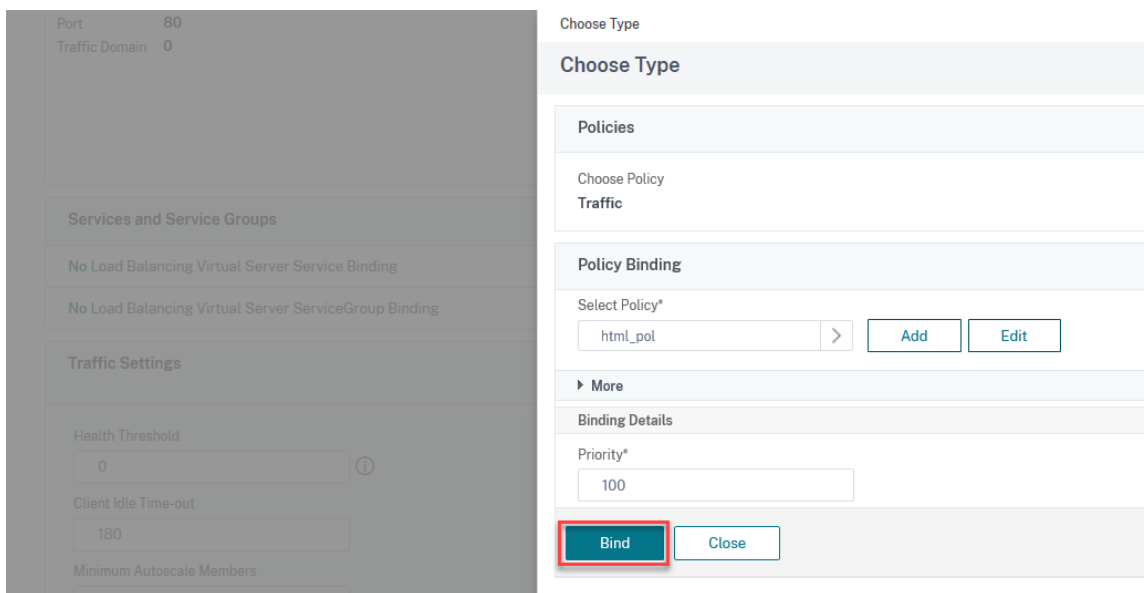 Port 80
Traffic Domain 0
Services and Service Groups
No Load Balancing Virtual Server Service Binding
No Load Balancing Virtual Server ServiceGroup Binding
Traffic Settings
Health Threshold
0
Client Idle Time-out
180
Minimum Autoscale Members
Choose Type
Choose Type
Policies
Choose Policy
Traffic
Policy Binding
Select Policy*
html_pol Add Edit
More
Binding Details
Priority*
100
Bind Close